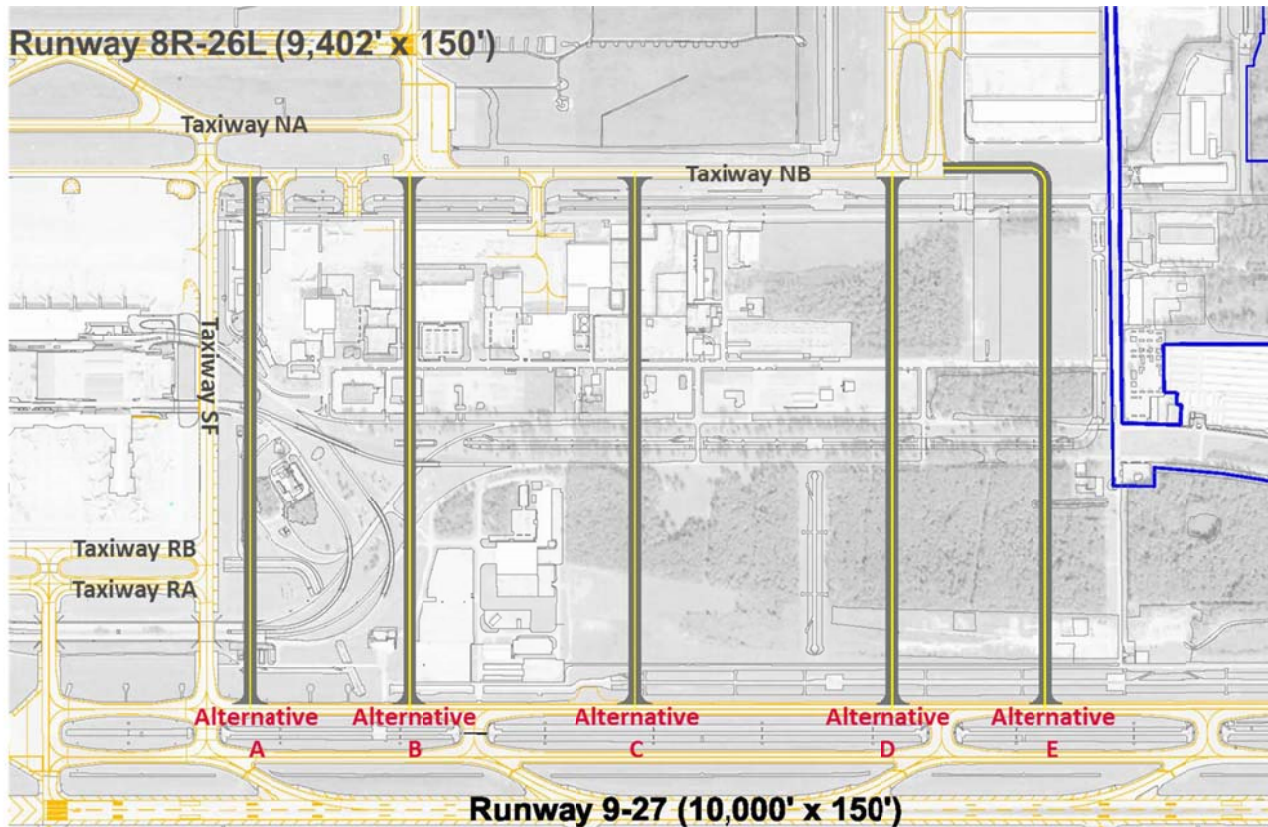 Runway 8R-26L (9,402' x 150')
Taxiway NA
Taxiway NB
Taxiway SF
Taxiway RB
Taxiway RA
Alternative
A
Alternative
B
Alternative
C
Alternative
D
Alternative
E
Runway 9-27 (10,000' x 150')